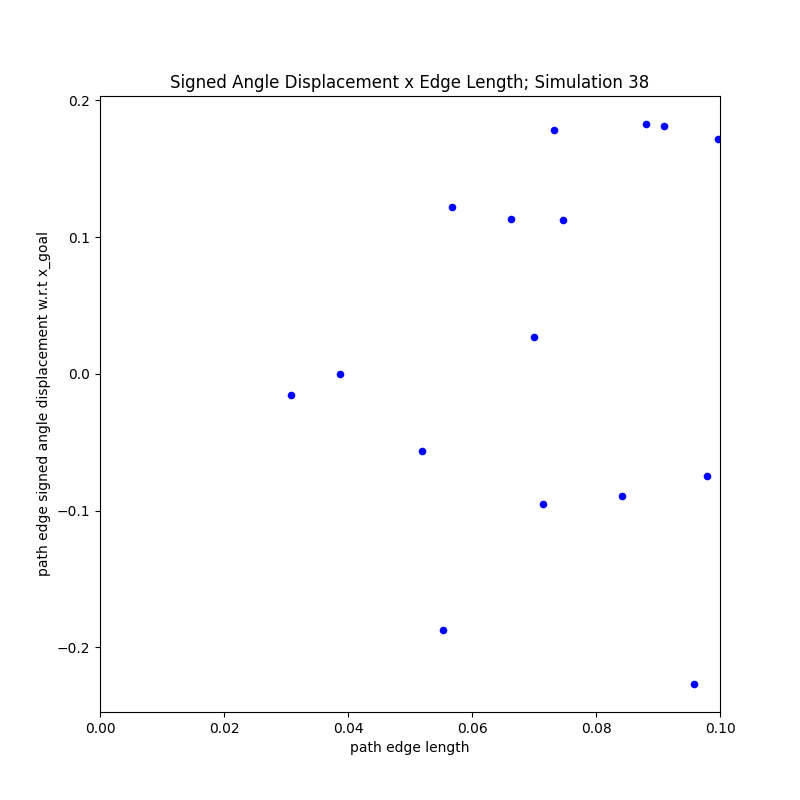 Signed Angle Displacement x Edge Length; Simulation 38
0.2
0.1
0.0
−0.1
−0.2
path edge signed angle displacement w.r.t x_goal
0.00 0.02 0.04 0.06 0.08 0.10
path edge length